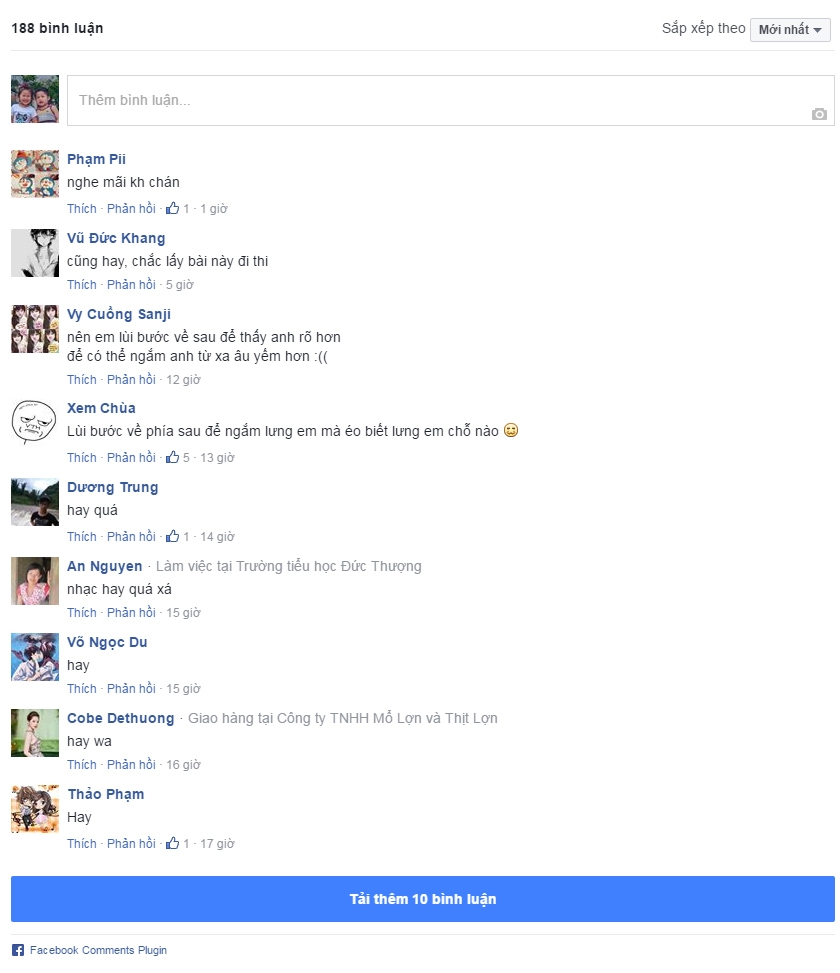 188 bình luận
Sắp xếp theo Mới nhất
Thêm bình luận...
Phạm Pii
nghe mãi kh chán
Thích · Phản hồi · 1 · 1 giờ
Vũ Đức Khang
cũng hay, chắc lấy bài này đi thi
Thích · Phản hồi · 5 giờ
Vy Cuồng Sanji
nên em lùi bước về sau để thấy anh rõ hơn
để có thể ngắm anh từ xa âu yếm hơn :((
Thích · Phản hồi · 12 giờ
Xem Chùa
Lùi bước về phía sau để ngắm lưng em mà éo biết lưng em chỗ nào 😆
Thích · Phản hồi · 5 · 13 giờ
Dương Trung
hay quá
Thích · Phản hồi · 1 · 14 giờ
An Nguyen · Làm việc tại Trường tiểu học Đức Thượng
nhạc hay quá xá
Thích · Phản hồi · 15 giờ
Võ Ngọc Du
hay
Thích · Phản hồi · 15 giờ
Cobe Dethuong · Giao hàng tại Công ty TNHH Mổ Lợn và Thịt Lợn
hay wa
Thích · Phản hồi · 16 giờ
Thảo Phạm
Hay
Thích · Phản hồi · 1 · 17 giờ
Tải thêm 10 bình luận
Facebook Comments Plugin